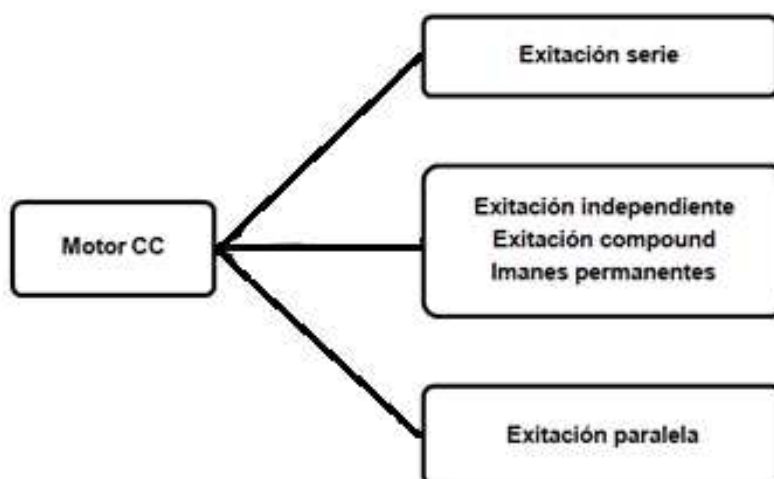 Exitación serie
Motor CC
Exitación independiente
Exitación compound
Imanes permanentes
Exitación paralela